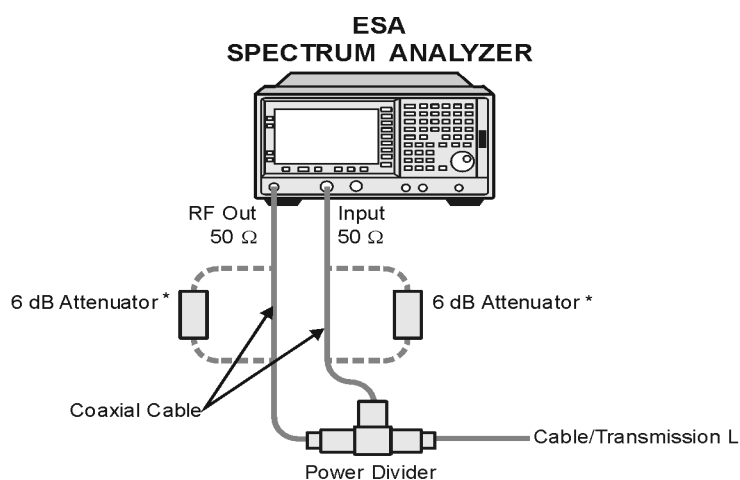 ESA
SPECTRUM ANALYZER
RF Out
50 Ω
Input
50 Ω
6 dB Attenuator *
6 dB Attenuator *
Coaxial Cable
Cable/Transmission L
Power Divider